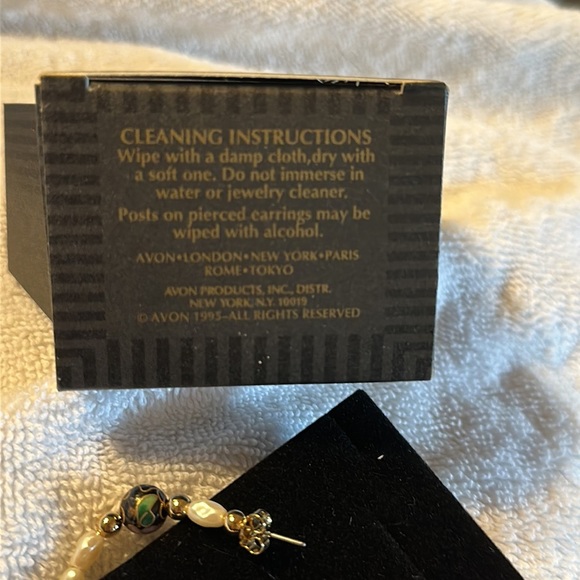 CLEANING INSTRUCTIONS
Wipe with a damp cloth,dry with
a soft one. Do not immerse in
water or jewelry cleaner.
Posts on pierced earrings may be
wiped with alcohol.
AVON•LONDON•NEW YORK•PARIS
ROME•TOKYO
AVON PRODUCTS, INC., DISTR.
NEW YORK, N.Y. 10019
© AVON 1995-ALL RIGHTS RESERVED